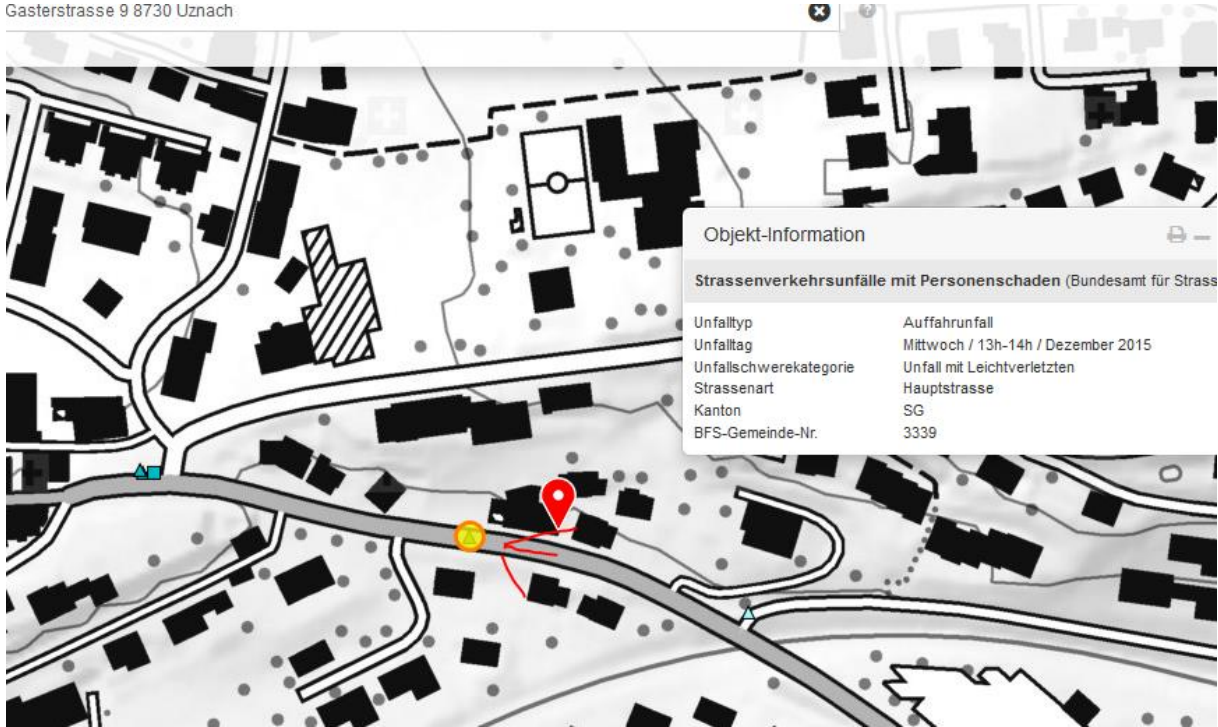 Gasterstrasse 9 8730 Uznach
Objekt-Information
Strassenverkehrsunfälle mit Personenschaden (Bundesamt für Strass
Unfalltyp Auffahrunfall
Unfalltag Mittwoch / 13h-14h / Dezember 2015
Unfallschwerekategorie Unfall mit Leichtverletzten
Strassenart Hauptstrasse
Kanton SG
BFS-Gemeinde-Nr. 3339